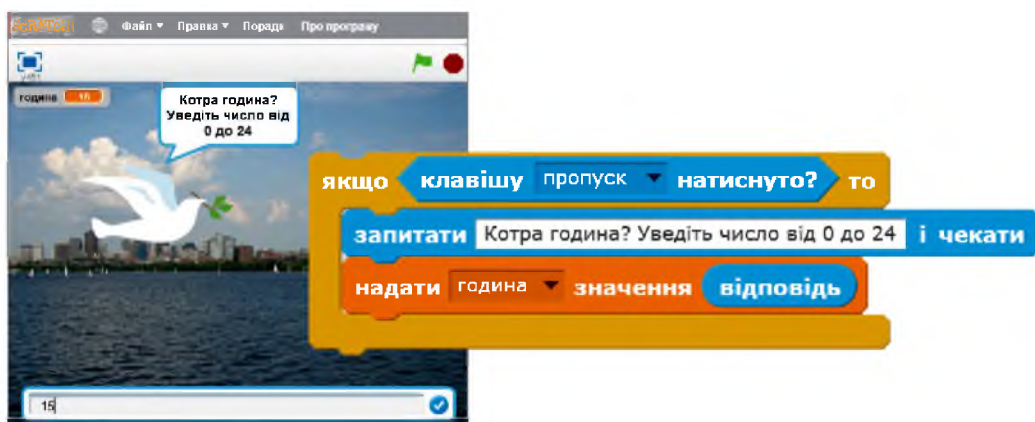 Файл Правка Поради Про програму
година
Котра година?
Уведіть число від
0 до 24
15
якщо клавішу пропуск натиснуто? то
запитати Котра година? Уведіть число від 0 до 24 і чекати
надати година значення відповідь